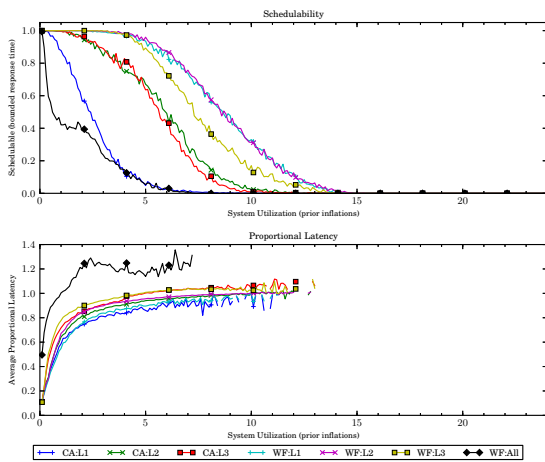 Schedulability
Schedulable (bounded response time)
1.0
0.8
0.6
0.4
0.2
0.0
0 5 10 15 20
System Utilization (prior inflations)
Proportional Latency
Average Proportional Latency
1.4
1.2
1.0
0.8
0.6
0.4
0.2
0.0
0 5 10 15 20
System Utilization (prior inflations)
CA:L1 CA:L2 CA:L3 WF:L1 WF:L2 WF:L3 WF:All